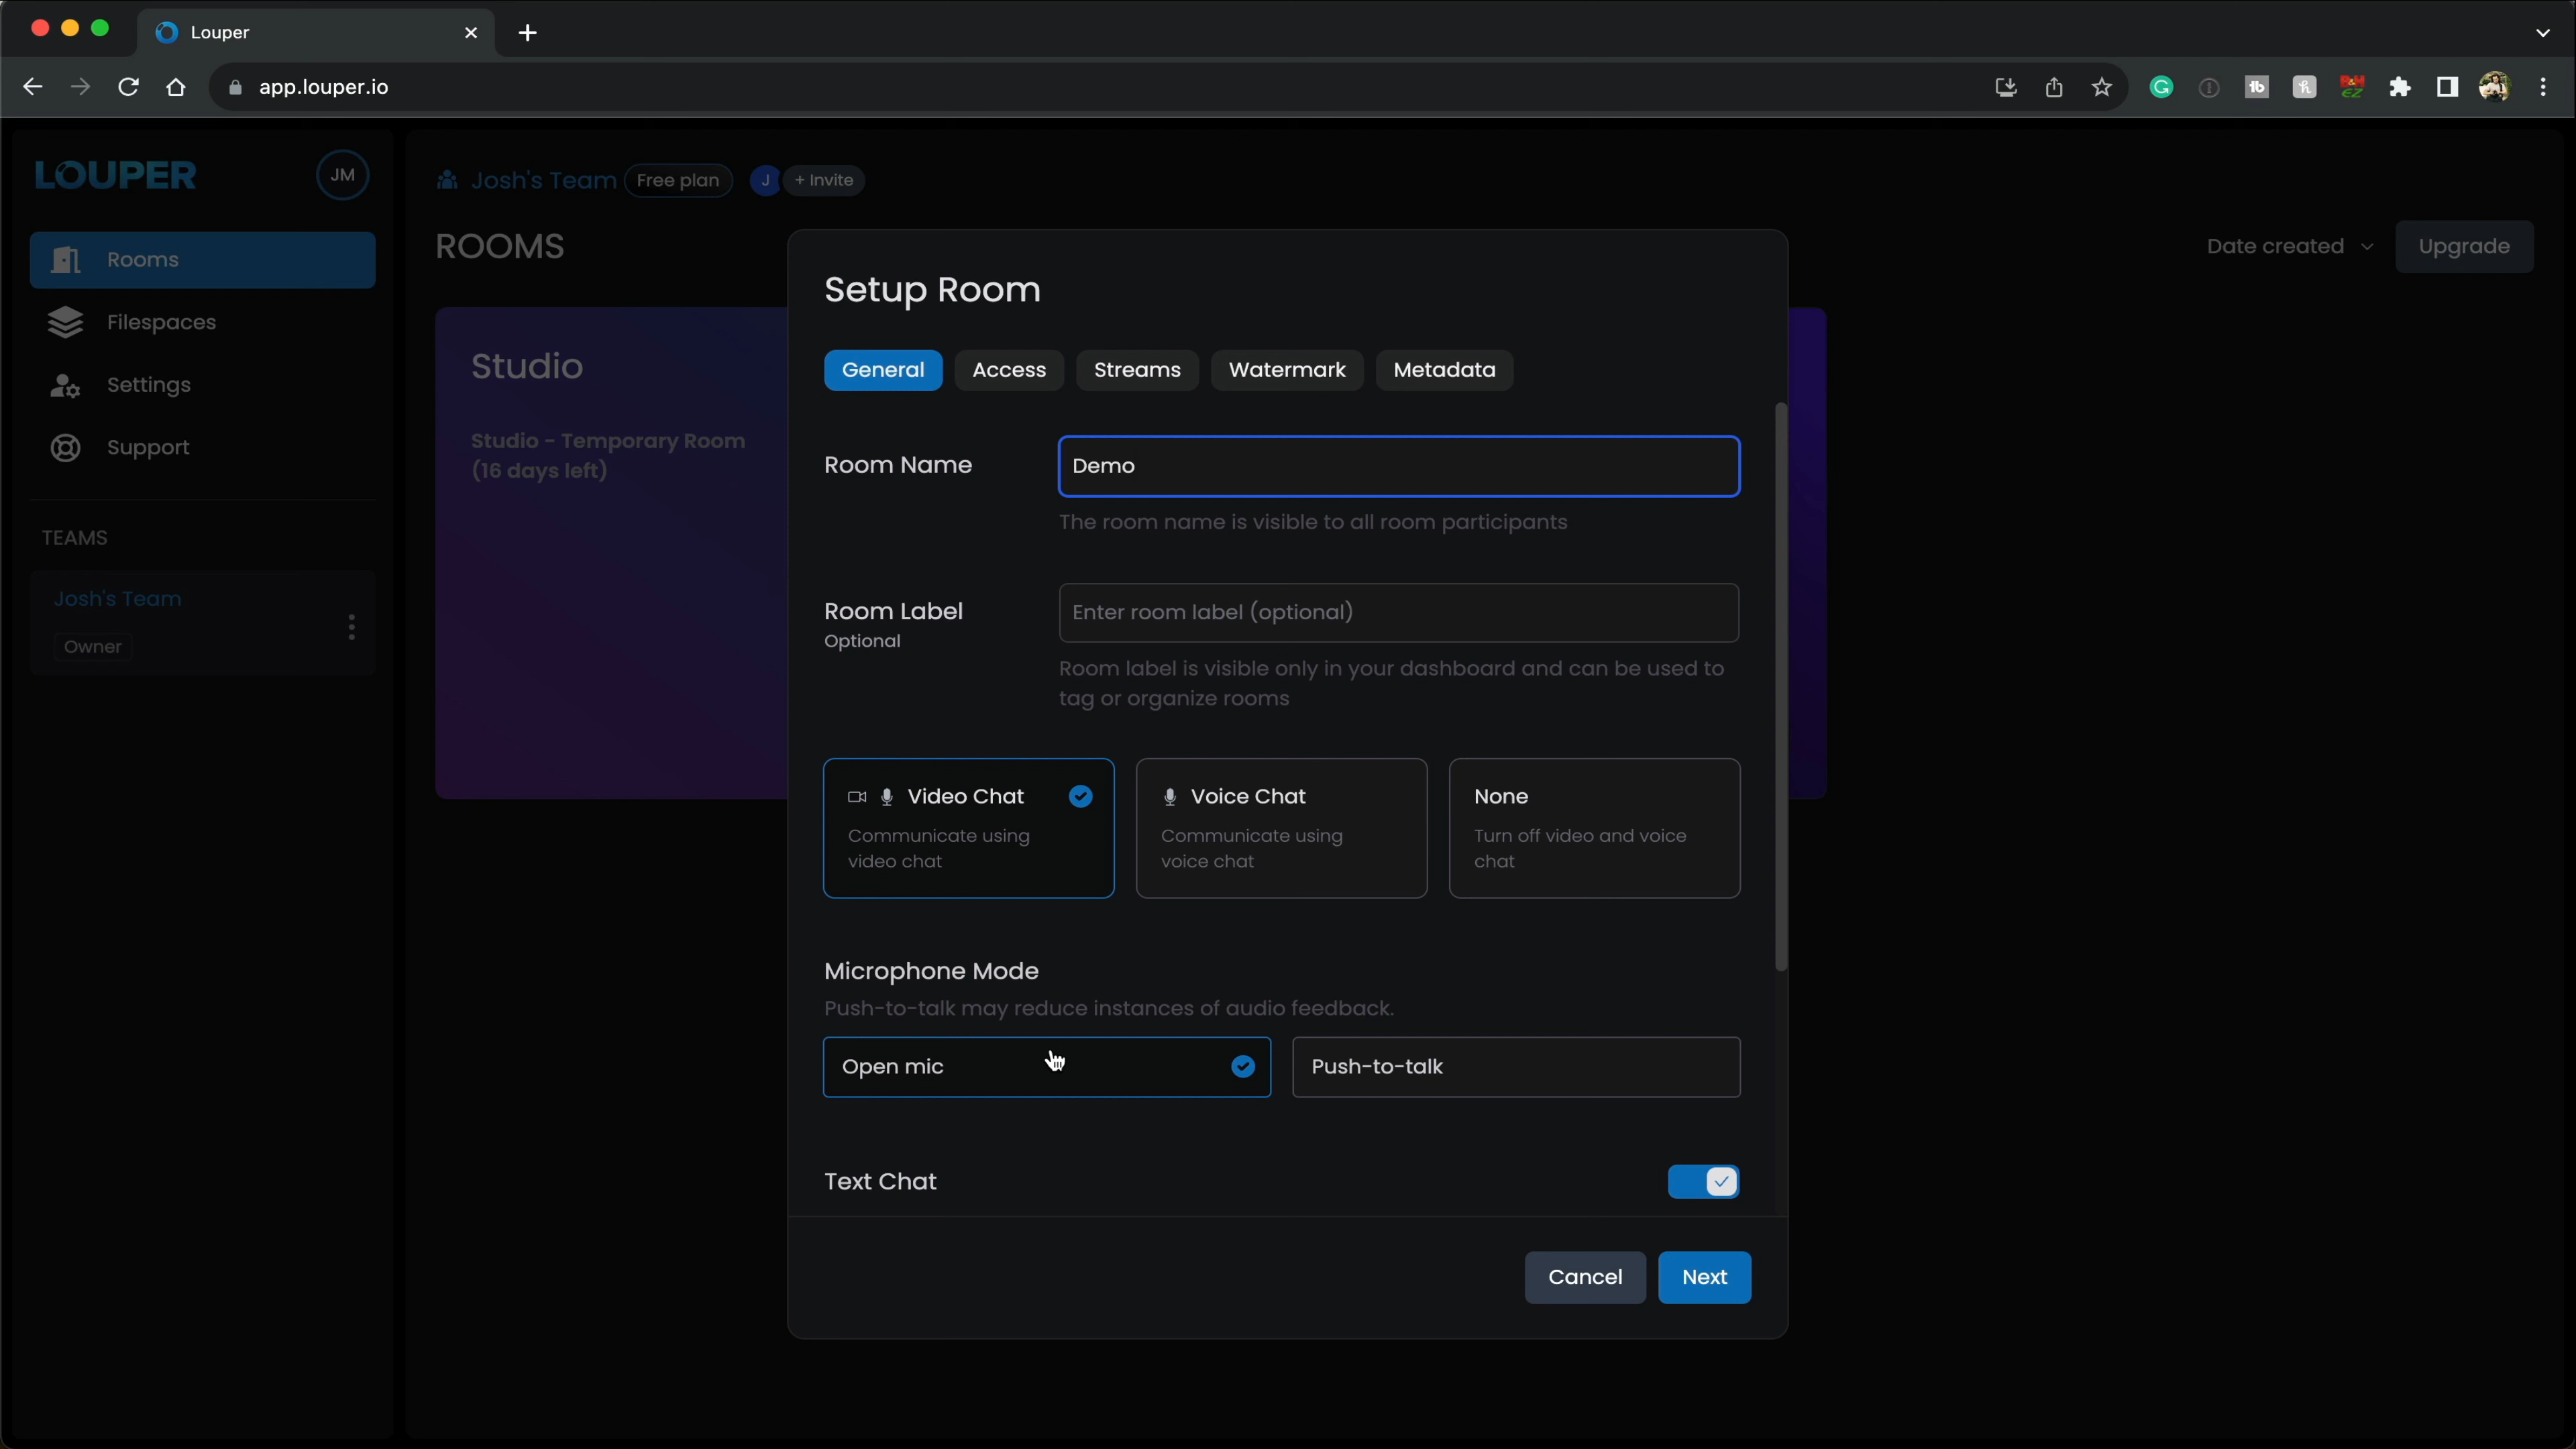 Louper
app.louper.io
LOUPER
JM
Rooms
Filespaces
Settings
Support
TEAMS
Josh's Team
Owner
Josh's Team
Free plan
J
+ Invite
ROOMS
Date created
Upgrade
Studio
Studio - Temporary Room
(16 days left)
Setup Room
General
Access
Streams
Watermark
Metadata
Room Name
Demo
The room name is visible to all room participants
Room Label
Optional
Enter room label (optional)
Room label is visible only in your dashboard and can be used to
tag or organize rooms
Video Chat
Communicate using
video chat
Voice Chat
Communicate using
voice chat
None
Turn off video and voice
chat
Microphone Mode
Push-to-talk may reduce instances of audio feedback.
Open mic
Push-to-talk
Text Chat
Cancel
Next